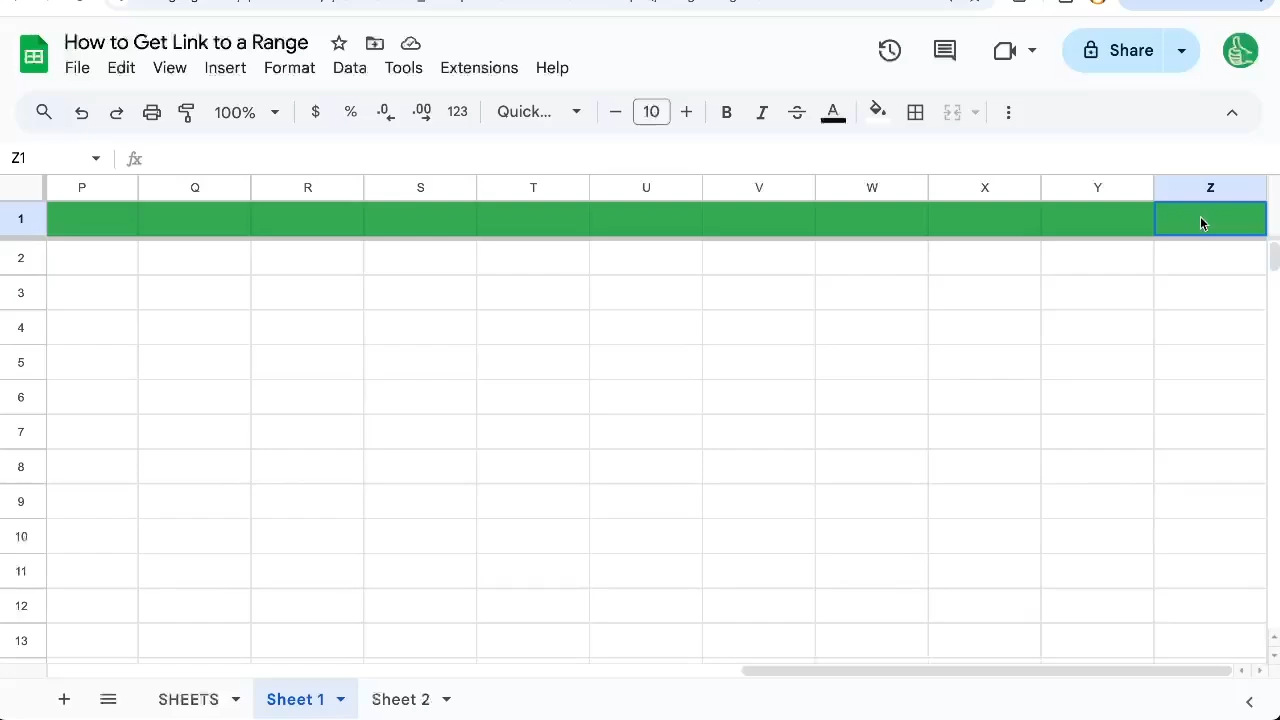 How to Get Link to a Range
Share
File Edit View Insert Format Data Tools Extensions Help
100% $ % .0 .00 123 Quick... 10 B I S A
Z1 fx
P Q R S T U V W X Y Z
1
2
3
4
5
6
7
8
9
10
11
12
13
SHEETS Sheet 1 Sheet 2